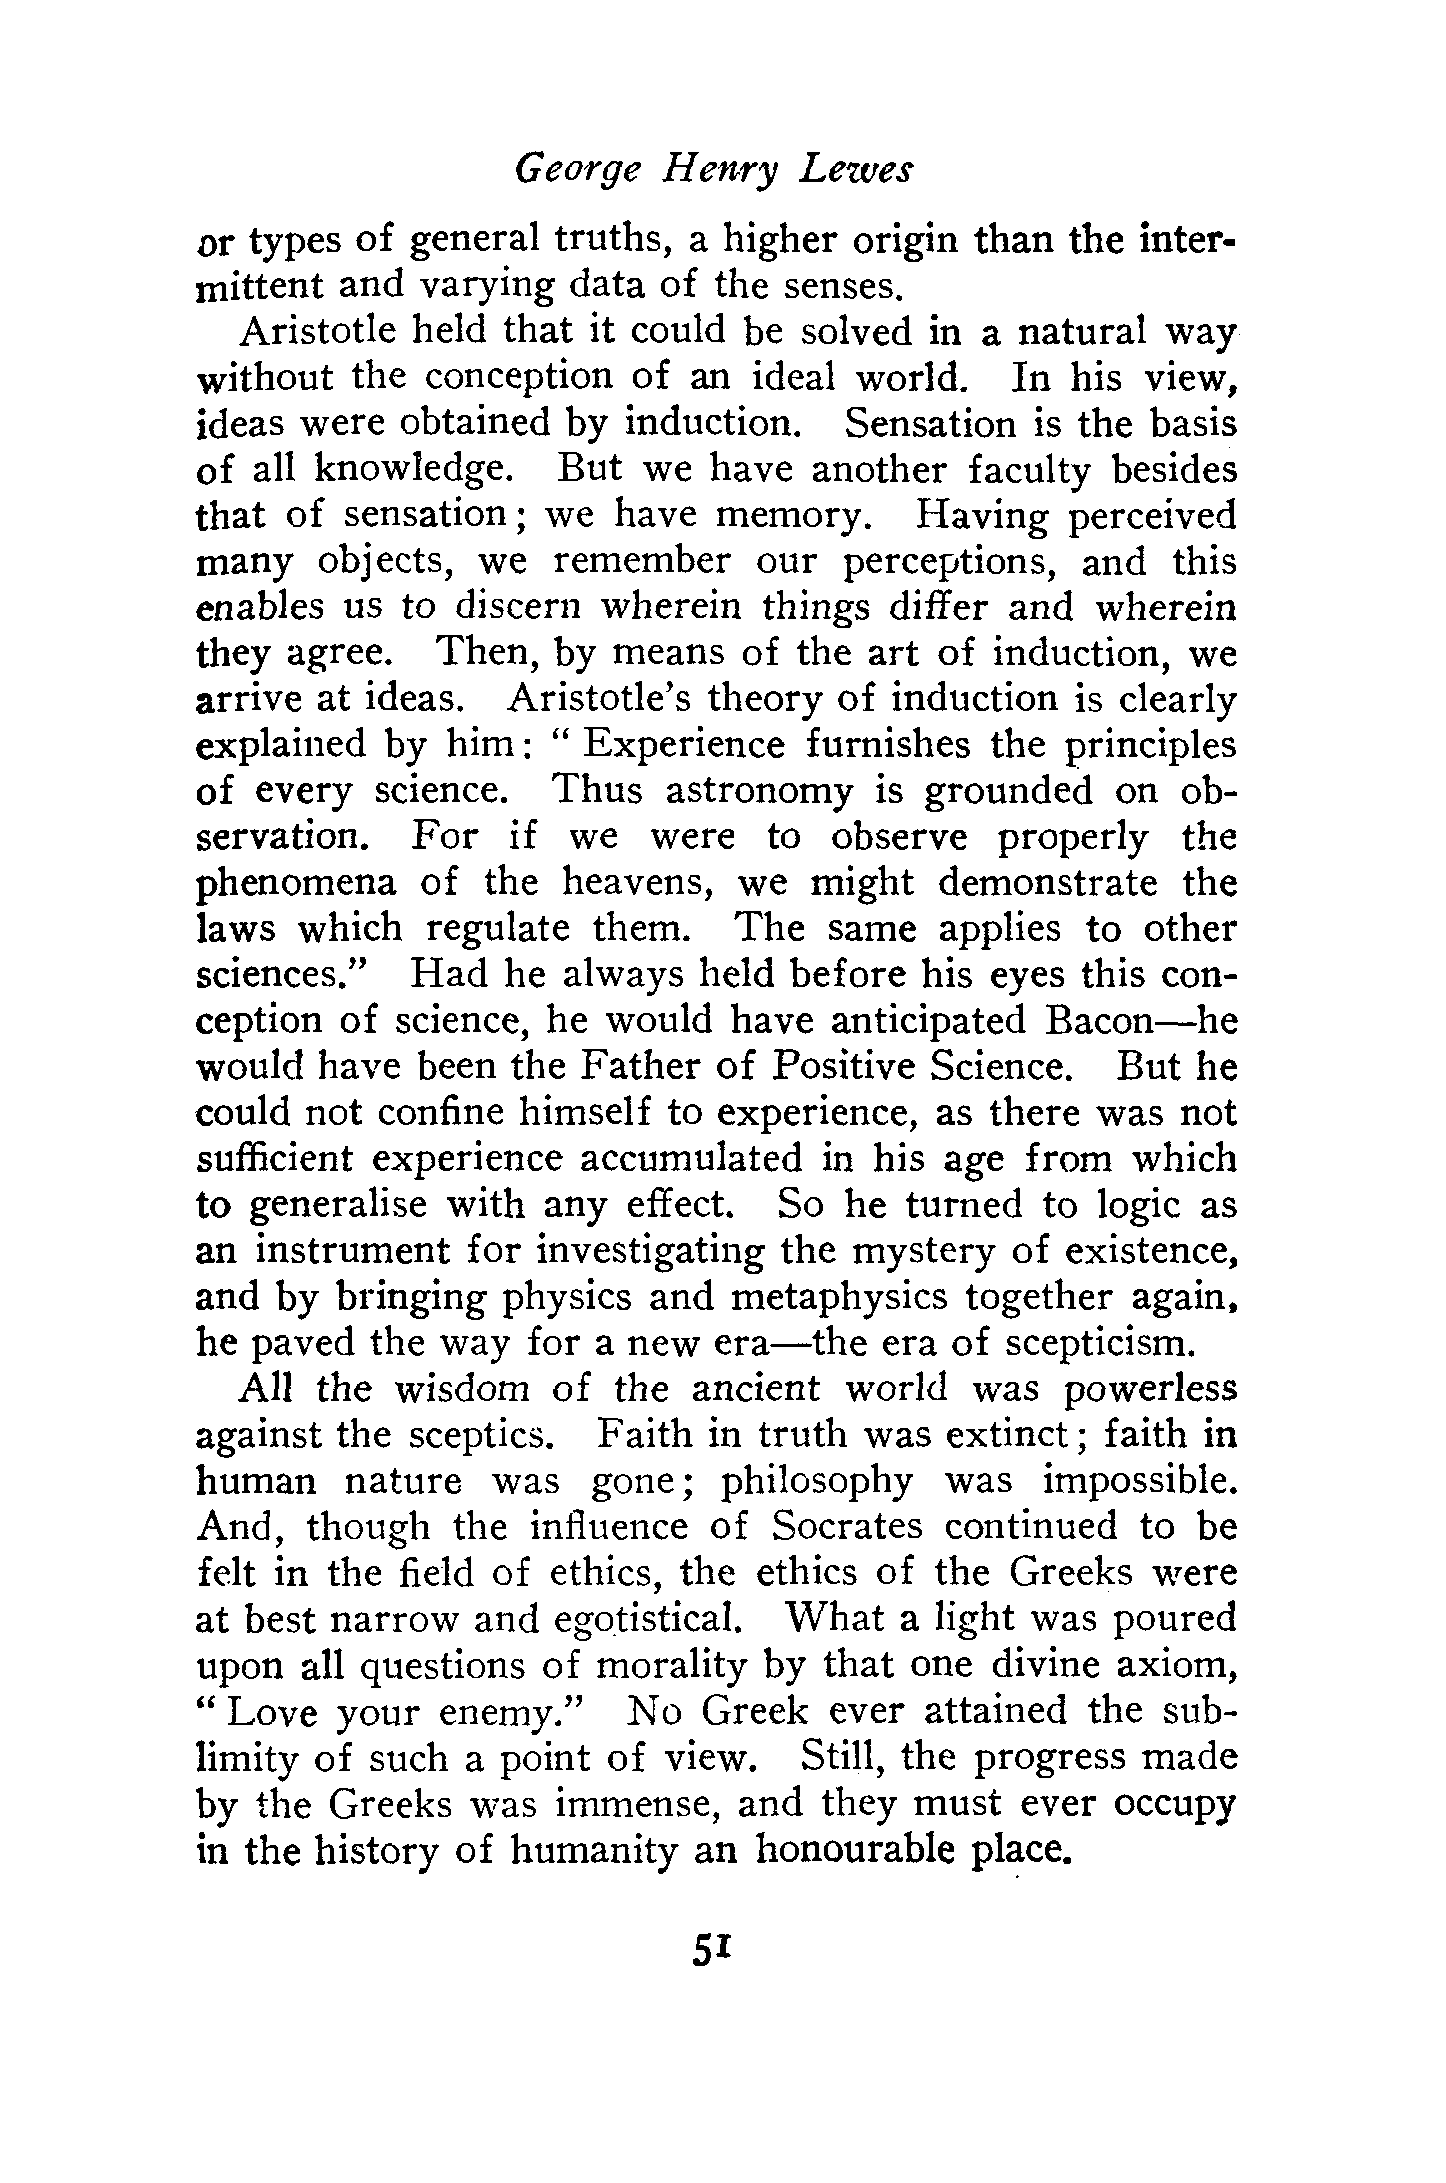 George Henry Lewes
or types of general truths, a higher origin than the inter-
mittent and varying data of the senses.
Aristotle held that it could be solved in a natural way
without the conception of an ideal world. In his view,
ideas were obtained by induction. Sensation is the basis
of all knowledge. But we have another faculty besides
that of sensation; we have memory. Having perceived
many objects, we remember our perceptions, and this
enables us to discern wherein things differ and wherein
they agree. Then, by means of the art of induction, we
arrive at ideas. Aristotle's theory of induction is clearly
explained by him: “Experience furnishes the principles
of every science. Thus astronomy is grounded on ob-
servation. For if we were to observe properly the
phenomena of the heavens, we might demonstrate the
laws which regulate them. The same applies to other
sciences.” Had he always held before his eyes this con-
ception of science, he would have anticipated Bacon—he
would have been the Father of Positive Science. But he
could not confine himself to experience, as there was not
sufficient experience accumulated in his age from which
to generalise with any effect. So he turned to logic as
an instrument for investigating the mystery of existence,
and by bringing physics and metaphysics together again,
he paved the way for a new era—the era of scepticism.
All the wisdom of the ancient world was powerless
against the sceptics. Faith in truth was extinct; faith in
human nature was gone; philosophy was impossible.
And, though the influence of Socrates continued to be
felt in the field of ethics, the ethics of the Greeks were
at best narrow and egotistical. What a light was poured
upon all questions of morality by that one divine axiom,
“Love your enemy.” No Greek ever attained the sub-
limity of such a point of view. Still, the progress made
by the Greeks was immense, and they must ever occupy
in the history of humanity an honourable place.
51